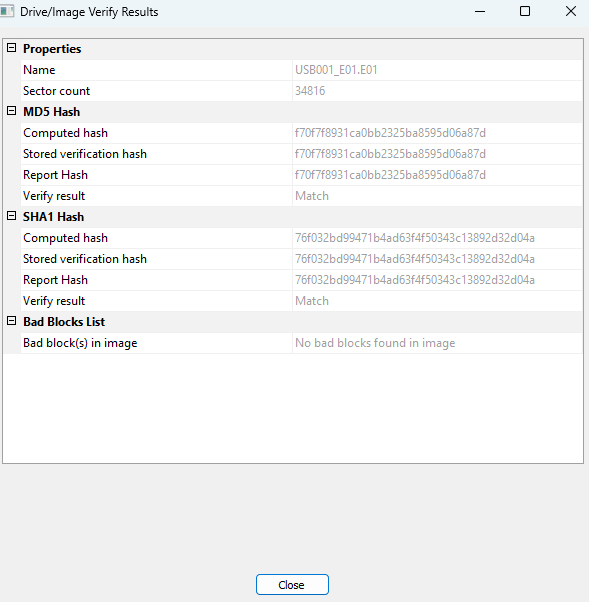 Drive/Image Verify Results
Properties
Name USB001_E01.E01
Sector count 34816
MD5 Hash
Computed hash f70f7f8931ca0bb2325ba8595d06a87d
Stored verification hash f70f7f8931ca0bb2325ba8595d06a87d
Report Hash f70f7f8931ca0bb2325ba8595d06a87d
Verify result Match
SHA1 Hash
Computed hash 76f032bd99471b4ad63f4f50343c13892d32d04a
Stored verification hash 76f032bd99471b4ad63f4f50343c13892d32d04a
Report Hash 76f032bd99471b4ad63f4f50343c13892d32d04a
Verify result Match
Bad Blocks List
Bad block(s) in image No bad blocks found in image
Close